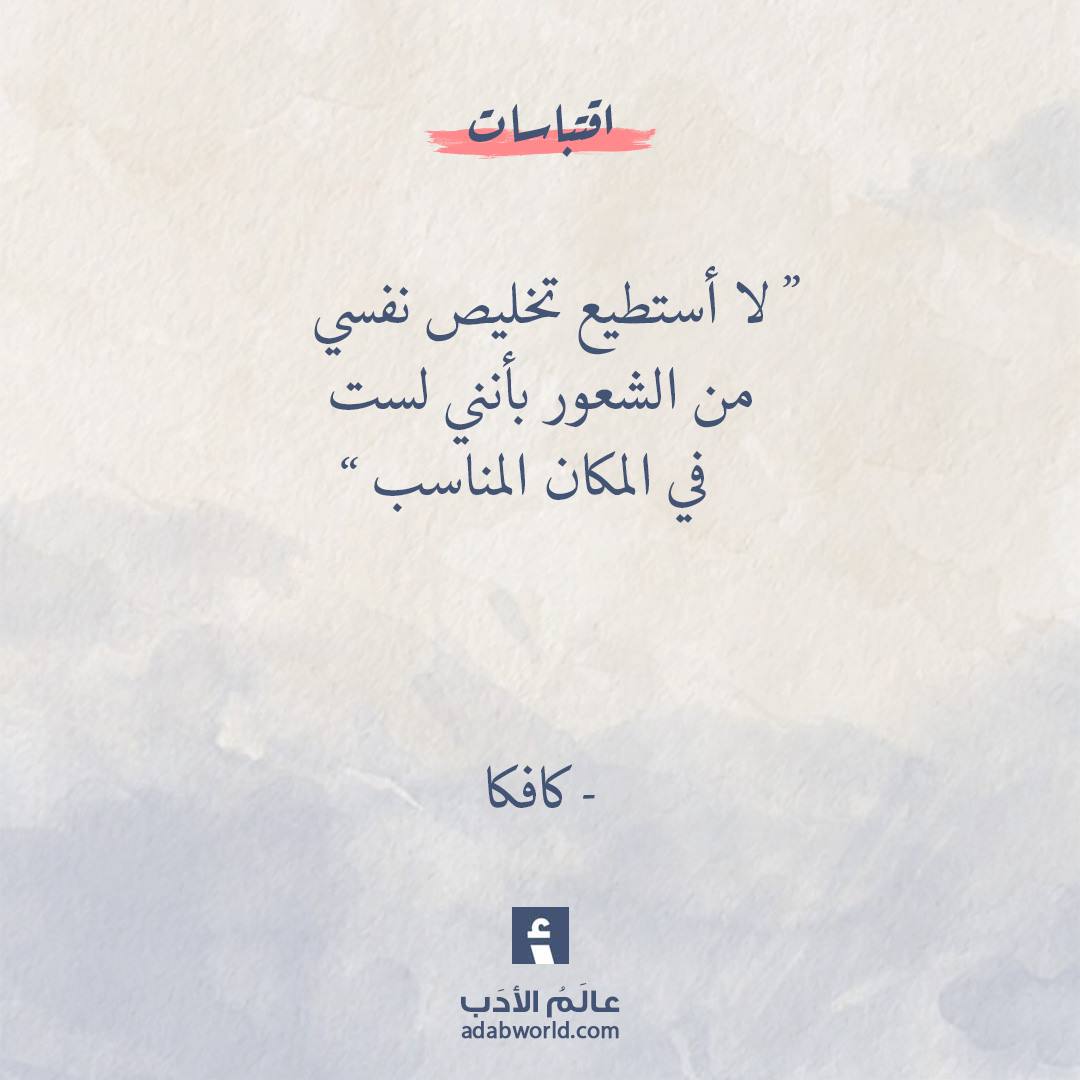 اقتباسات
” لا أستطيع تخليص نفسي
من الشعور بأنني لست
في المكان المناسب “
- كافكا
أ
عالَمُ الأدَب
adabworld.com